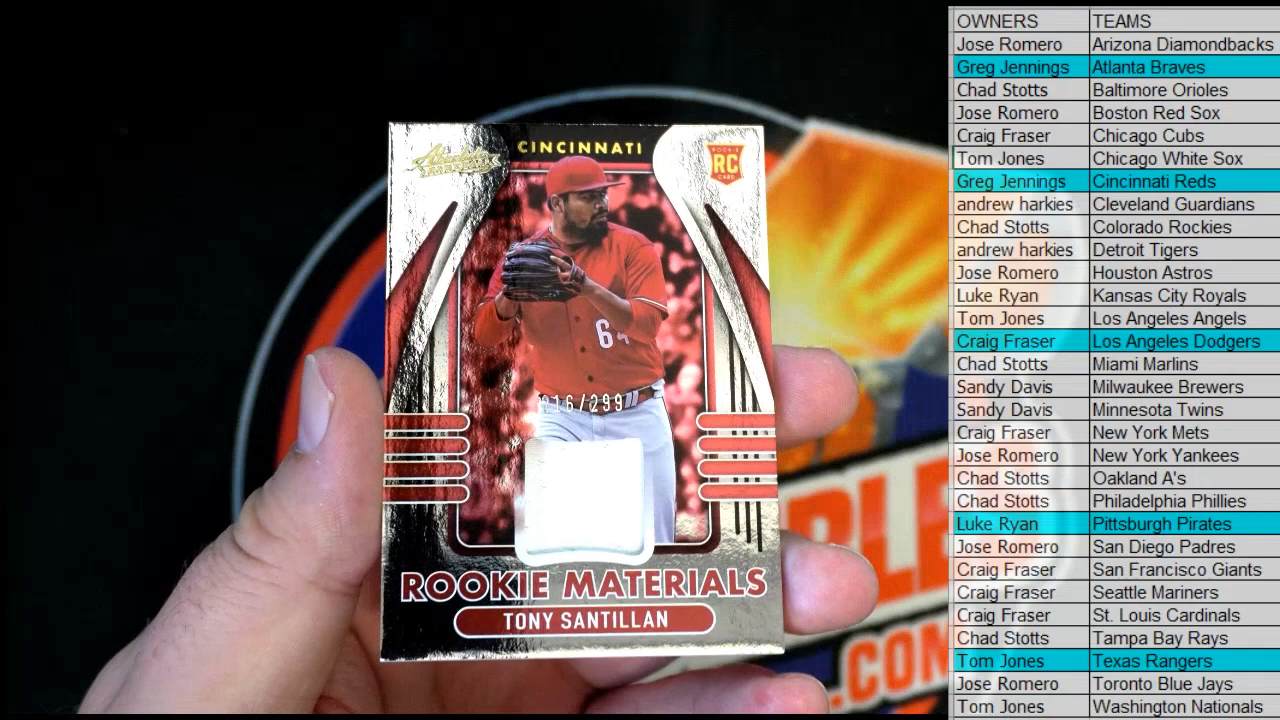 CINCINNATI
Absolute
ROOKIE
RC
CARD
64
016/299
ROOKIE MATERIALS
TONY SANTILLAN
.COM
OWNERS TEAMS
Jose Romero Arizona Diamondbacks
Greg Jennings Atlanta Braves
Chad Stotts Baltimore Orioles
Jose Romero Boston Red Sox
Craig Fraser Chicago Cubs
Tom Jones Chicago White Sox
Greg Jennings Cincinnati Reds
andrew harkies Cleveland Guardians
Chad Stotts Colorado Rockies
andrew harkies Detroit Tigers
Jose Romero Houston Astros
Luke Ryan Kansas City Royals
Tom Jones Los Angeles Angels
Craig Fraser Los Angeles Dodgers
Chad Stotts Miami Marlins
Sandy Davis Milwaukee Brewers
Sandy Davis Minnesota Twins
Craig Fraser New York Mets
Jose Romero New York Yankees
Chad Stotts Oakland A's
Chad Stotts Philadelphia Phillies
Luke Ryan Pittsburgh Pirates
Jose Romero San Diego Padres
Craig Fraser San Francisco Giants
Craig Fraser Seattle Mariners
Craig Fraser St. Louis Cardinals
Chad Stotts Tampa Bay Rays
Tom Jones Texas Rangers
Jose Romero Toronto Blue Jays
Tom Jones Washington Nationals